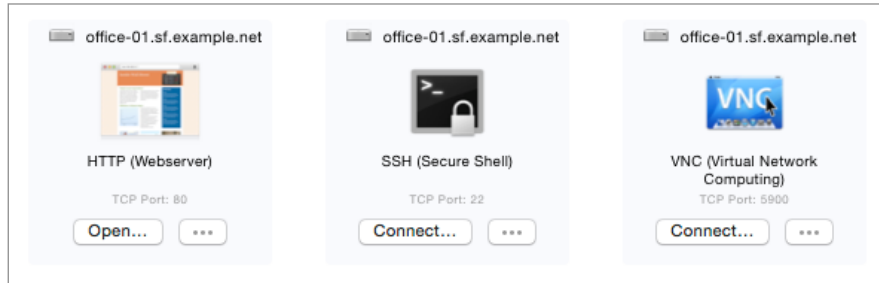 office-01.sf.example.net
HTTP (Webserver)
TCP Port: 80
Open...
•••
office-01.sf.example.net
>_
SSH (Secure Shell)
TCP Port: 22
Connect...
•••
office-01.sf.example.net
VNC
VNC (Virtual Network
Computing)
TCP Port: 5900
Connect...
•••